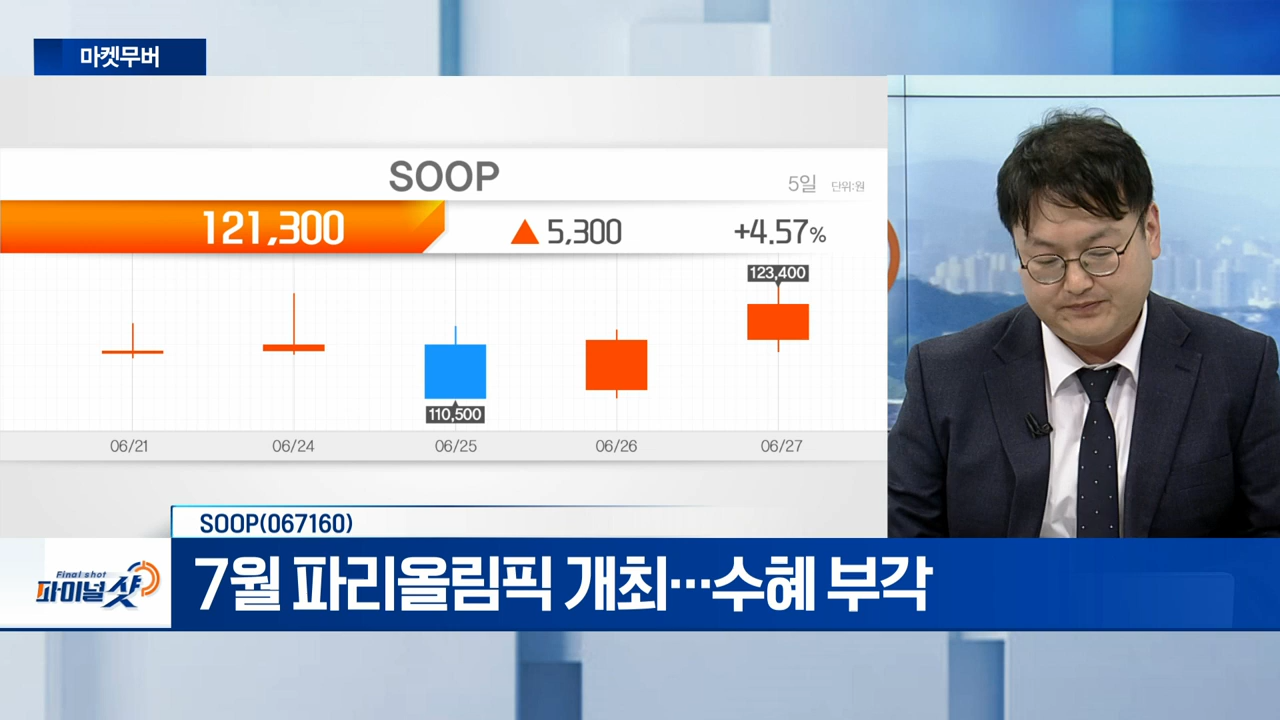 마켓무버
SOOP
5일 단위:원
121,300 ▲ 5,300 +4.57%
123,400
110,500
06/21 06/24 06/25 06/26 06/27
SOOP(067160)
Final shot
파이널샷
7월 파리올림픽 개최…수혜 부각